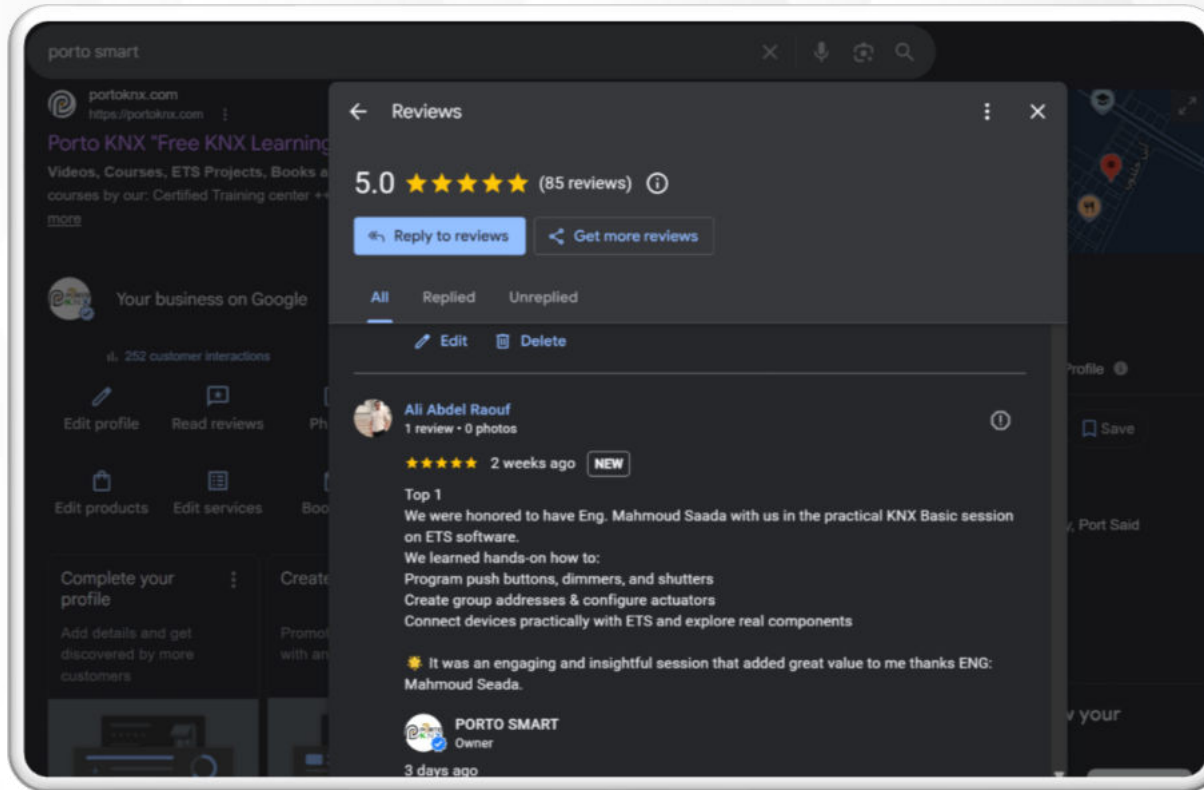 porto smart
portoknx.com
https://portoknx.com
Porto KNX "Free KNX Learning
Videos, Courses, ETS Projects, Books a
courses by our: Certified Training center ++
more
Your business on Google
252 customer interactions
Edit profile
Read reviews
Ph
Edit products
Edit services
Boo
Complete your
profile
Add details and get
discovered by more
customers
Create
Promot
with an
Reviews
5.0
(85 reviews)
Reply to reviews
Get more reviews
All
Replied
Unreplied
Edit
Delete
Ali Abdel Raouf
1 review • 0 photos
2 weeks ago
NEW
Top 1
We were honored to have Eng. Mahmoud Saada with us in the practical KNX Basic session
on ETS software.
We learned hands-on how to:
Program push buttons, dimmers, and shutters
Create group addresses & configure actuators
Connect devices practically with ETS and explore real components
🌟 It was an engaging and insightful session that added great value to me thanks ENG:
Mahmoud Seada.
PORTO SMART
Owner
3 days ago
Profile
Save
, Port Said
w your